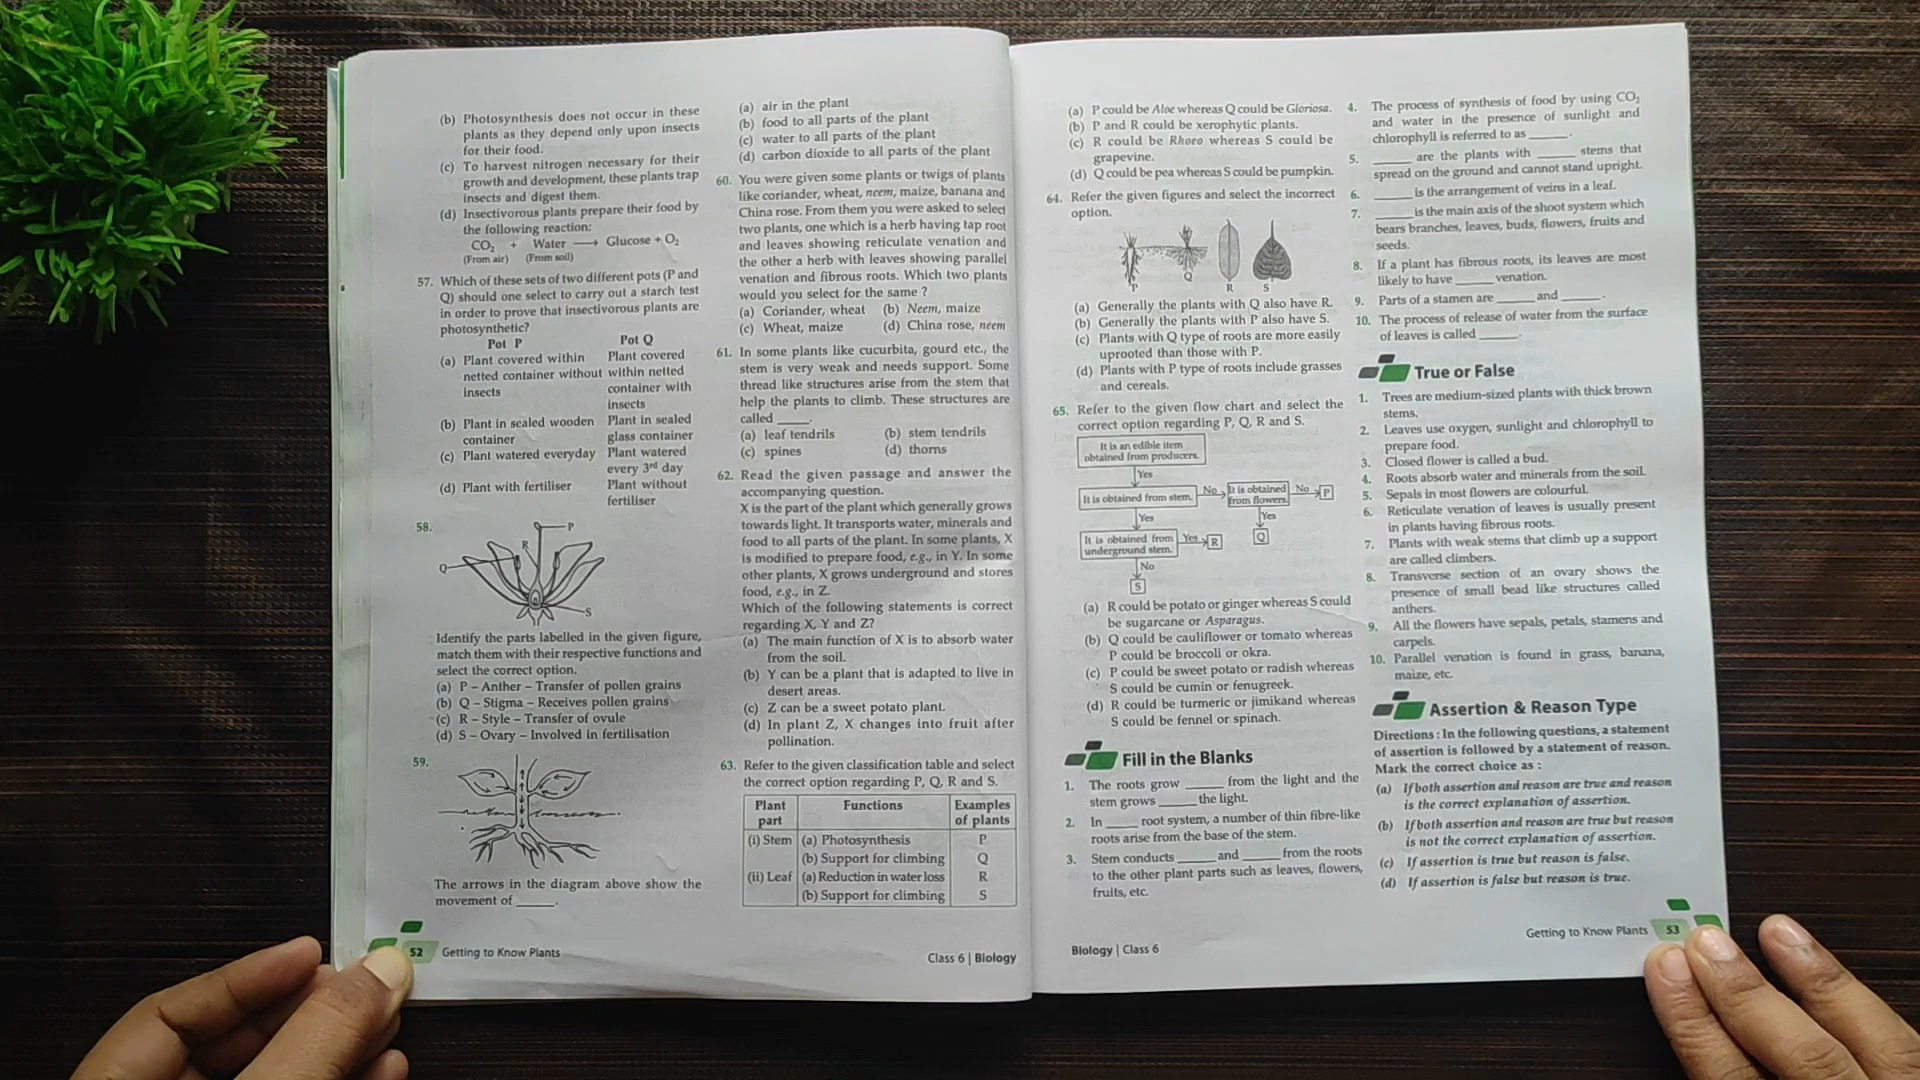 (b) Photosynthesis does not occur in these
plants as they depend only upon insects
for their food.
(c) To harvest nitrogen necessary for their
growth and development, these plants trap
insects and digest them.
(d) Insectivorous plants prepare their food by
the following reaction:
CO₂ + Water ⟶ Glucose + O₂
(From air) (From soil)
57. Which of these sets of two different pots (P and
Q) should one select to carry out a starch test
in order to prove that insectivorous plants are
photosynthetic?
Pot P Pot Q
(a) Plant covered within Plant covered
netted container without within netted
insects container with
insects
(b) Plant in sealed wooden Plant in sealed
container glass container
(c) Plant watered everyday Plant watered
every 3rd day
(d) Plant with fertiliser Plant without
fertiliser
58.
P
R
Q
S
Identify the parts labelled in the given figure,
match them with their respective functions and
select the correct option.
(a) P – Anther – Transfer of pollen grains
(b) Q – Stigma – Receives pollen grains
(c) R – Style – Transfer of ovule
(d) S – Ovary – Involved in fertilisation
59.
The arrows in the diagram above show the
movement of _____.
52 Getting to Know Plants
(a) air in the plant
(b) food to all parts of the plant
(c) water to all parts of the plant
(d) carbon dioxide to all parts of the plant
60. You were given some plants or twigs of plants
like coriander, wheat, neem, maize, banana and
China rose. From them you were asked to select
two plants, one which is a herb having tap root
and leaves showing reticulate venation and
the other a herb with leaves showing parallel
venation and fibrous roots. Which two plants
would you select for the same ?
(a) Coriander, wheat (b) Neem, maize
(c) Wheat, maize (d) China rose, neem
61. In some plants like cucurbita, gourd etc., the
stem is very weak and needs support. Some
thread like structures arise from the stem that
help the plants to climb. These structures are
called _____.
(a) leaf tendrils (b) stem tendrils
(c) spines (d) thorns
62. Read the given passage and answer the
accompanying question.
X is the part of the plant which generally grows
towards light. It transports water, minerals and
food to all parts of the plant. In some plants, X
is modified to prepare food, e.g., in Y. In some
other plants, X grows underground and stores
food, e.g., in Z.
Which of the following statements is correct
regarding X, Y and Z?
(a) The main function of X is to absorb water
from the soil.
(b) Y can be a plant that is adapted to live in
desert areas.
(c) Z can be a sweet potato plant.
(d) In plant Z, X changes into fruit after
pollination.
63. Refer to the given classification table and select
the correct option regarding P, Q, R and S.
Plant part Functions Examples of plants
(i) Stem (a) Photosynthesis P
(b) Support for climbing Q
(ii) Leaf (a) Reduction in water loss R
(b) Support for climbing S
Class 6 | Biology
(a) P could be Aloe whereas Q could be Gloriosa.
(b) P and R could be xerophytic plants.
(c) R could be Rhoeo whereas S could be
grapevine.
(d) Q could be pea whereas S could be pumpkin.
64. Refer the given figures and select the incorrect
option.
P Q R S
(a) Generally the plants with Q also have R.
(b) Generally the plants with P also have S.
(c) Plants with Q type of roots are more easily
uprooted than those with P.
(d) Plants with P type of roots include grasses
and cereals.
65. Refer to the given flow chart and select the
correct option regarding P, Q, R and S.
It is an edible item
obtained from producers.
Yes
It is obtained from stem. No It is obtained from flowers. No P
Yes Yes
It is obtained from underground stem. Yes R Q
No
S
(a) R could be potato or ginger whereas S could
be sugarcane or Asparagus.
(b) Q could be cauliflower or tomato whereas
P could be broccoli or okra.
(c) P could be sweet potato or radish whereas
S could be cumin or fenugreek.
(d) R could be turmeric or jimikand whereas
S could be fennel or spinach.
Fill in the Blanks
1. The roots grow _____ from the light and the
stem grows _____ the light.
2. In _____ root system, a number of thin fibre-like
roots arise from the base of the stem.
3. Stem conducts _____ and _____ from the roots
to the other plant parts such as leaves, flowers,
fruits, etc.
Biology | Class 6
4. The process of synthesis of food by using CO₂
and water in the presence of sunlight and
chlorophyll is referred to as _____.
5. _____ are the plants with _____ stems that
spread on the ground and cannot stand upright.
6. _____ is the arrangement of veins in a leaf.
7. _____ is the main axis of the shoot system which
bears branches, leaves, buds, flowers, fruits and
seeds.
8. If a plant has fibrous roots, its leaves are most
likely to have _____ venation.
9. Parts of a stamen are _____ and _____.
10. The process of release of water from the surface
of leaves is called _____.
True or False
1. Trees are medium-sized plants with thick brown
stems.
2. Leaves use oxygen, sunlight and chlorophyll to
prepare food.
3. Closed flower is called a bud.
4. Roots absorb water and minerals from the soil.
5. Sepals in most flowers are colourful.
6. Reticulate venation of leaves is usually present
in plants having fibrous roots.
7. Plants with weak stems that climb up a support
are called climbers.
8. Transverse section of an ovary shows the
presence of small bead like structures called
anthers.
9. All the flowers have sepals, petals, stamens and
carpels.
10. Parallel venation is found in grass, banana,
maize, etc.
Assertion & Reason Type
Directions : In the following questions, a statement
of assertion is followed by a statement of reason.
Mark the correct choice as :
(a) If both assertion and reason are true and reason
is the correct explanation of assertion.
(b) If both assertion and reason are true but reason
is not the correct explanation of assertion.
(c) If assertion is true but reason is false.
(d) If assertion is false but reason is true.
Getting to Know Plants 53